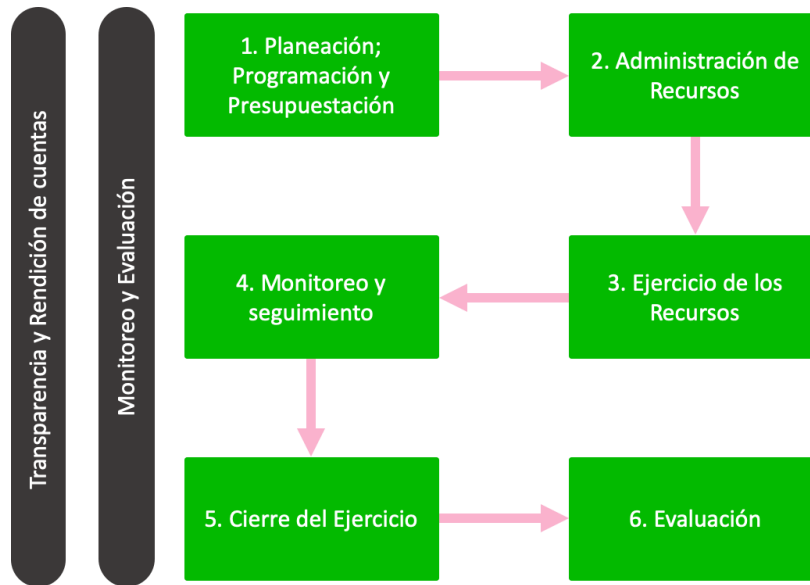 Transparencia y Rendición de cuentas
Monitoreo y Evaluación
1. Planeación;
Programación y
Presupuestación
2. Administración de
Recursos
3. Ejercicio de los
Recursos
4. Monitoreo y
seguimiento
5. Cierre del Ejercicio
6. Evaluación